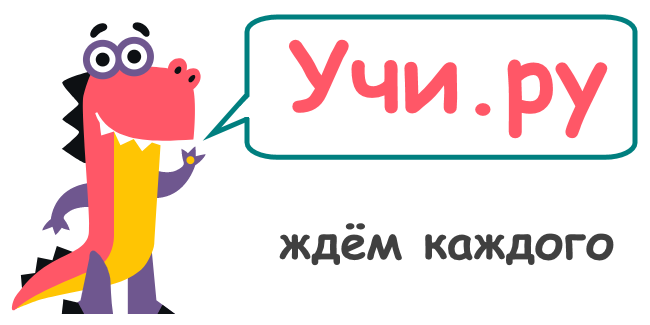 Учи.ру
ждём каждого